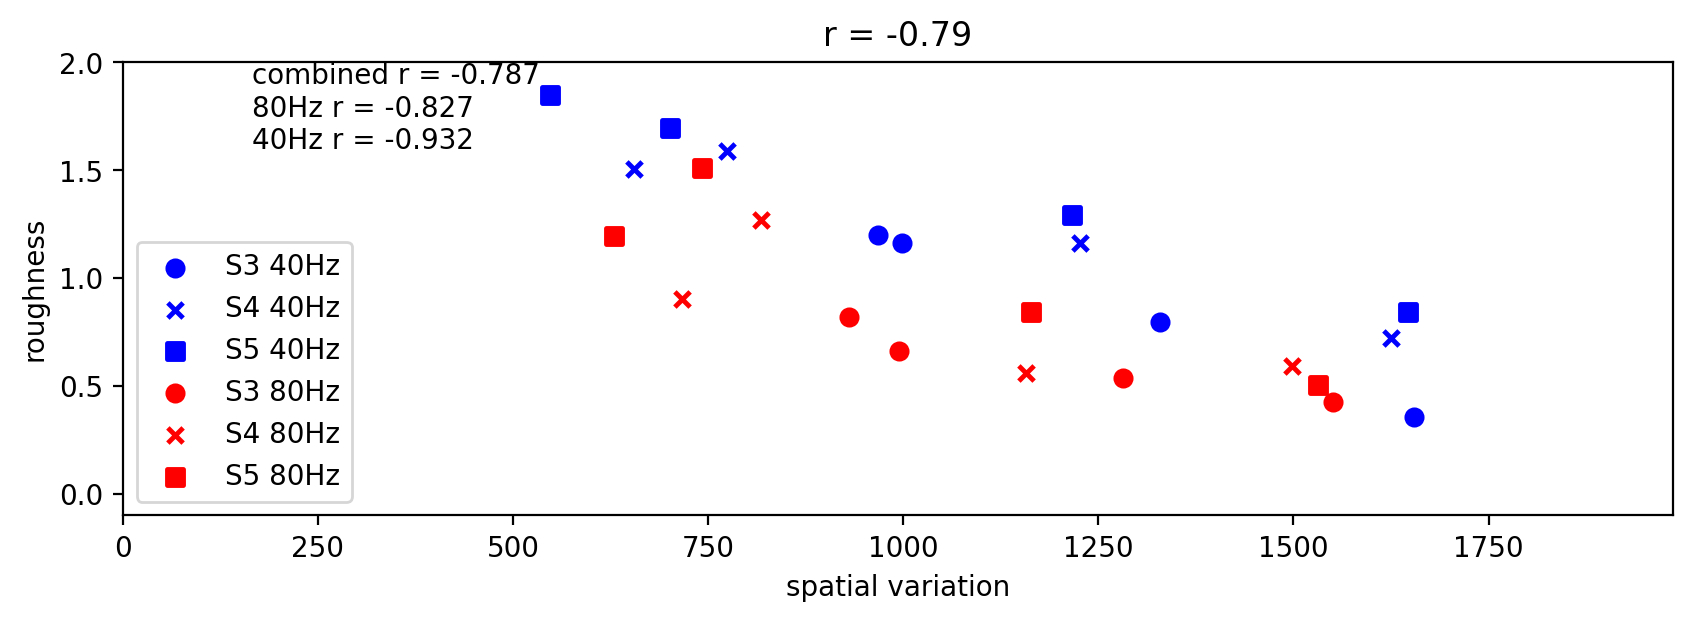 r = -0.79
combined r = -0.787
80Hz r = -0.827
40Hz r = -0.932
roughness
2.0
1.5
1.0
0.5
0.0
S3 40Hz
S4 40Hz
S5 40Hz
S3 80Hz
S4 80Hz
S5 80Hz
0 250 500 750 1000 1250 1500 1750
spatial variation